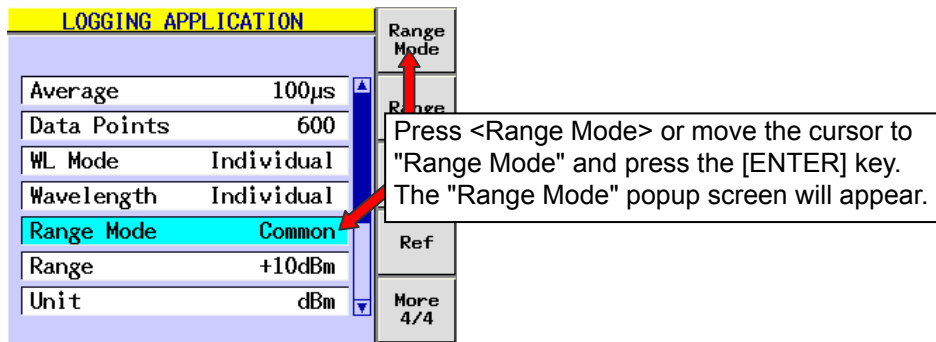 LOGGING APPLICATION
Average 100µs
Data Points 600
WL Mode Individual
Wavelength Individual
Range Mode Common
Range +10dBm
Unit dBm
Range
Mode
Range
Press <Range Mode> or move the cursor to
"Range Mode" and press the [ENTER] key.
The "Range Mode" popup screen will appear.
Ref
More
4/4